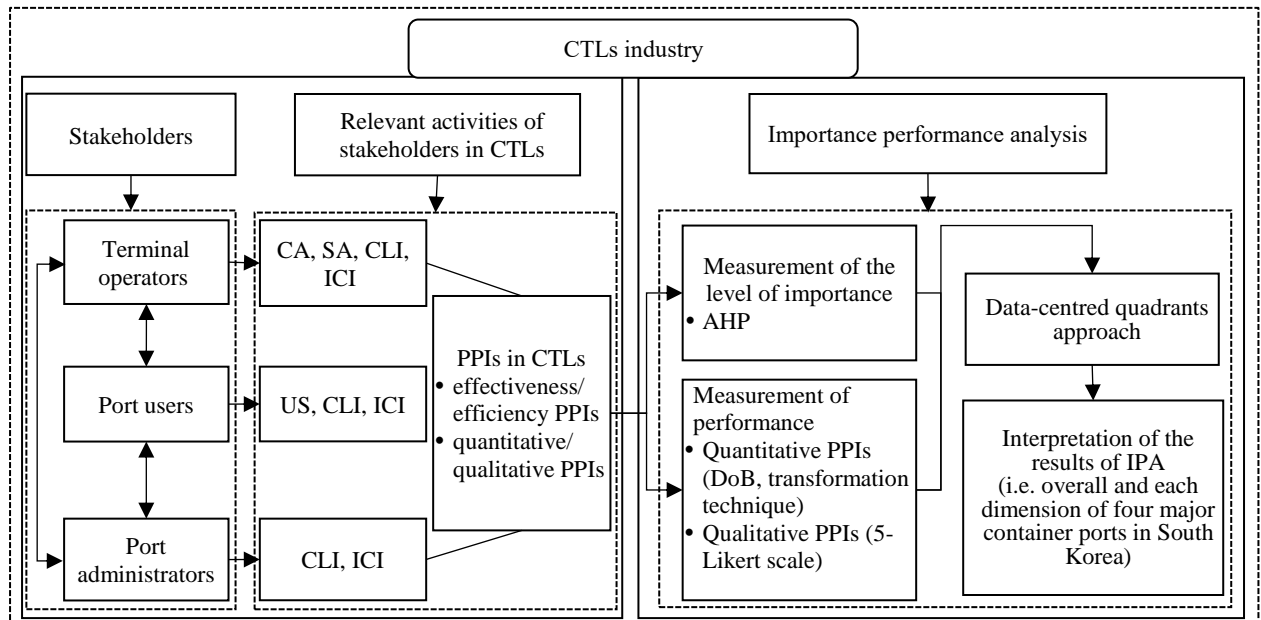 CTLs industry
Stakeholders
Relevant activities of
stakeholders in CTLs
Terminal
operators
Port users
Port
administrators
CA, SA, CLI,
ICI
US, CLI, ICI
CLI, ICI
PPIs in CTLs
• effectiveness/
efficiency PPIs
• quantitative/
qualitative PPIs
Importance performance analysis
Measurement of the
level of importance
• AHP
Measurement of
performance
• Quantitative PPIs
(DoB, transformation
technique)
• Qualitative PPIs (5-
Likert scale)
Data-centred quadrants
approach
Interpretation of the
results of IPA
(i.e. overall and each
dimension of four major
container ports in South
Korea)